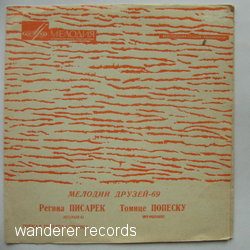 МЕЛОДИЯ
МЕЛОДИИ ДРУЗЕЙ-69
Регина ПИСАРЕК Томице ПОПЕСКУ
wanderer records